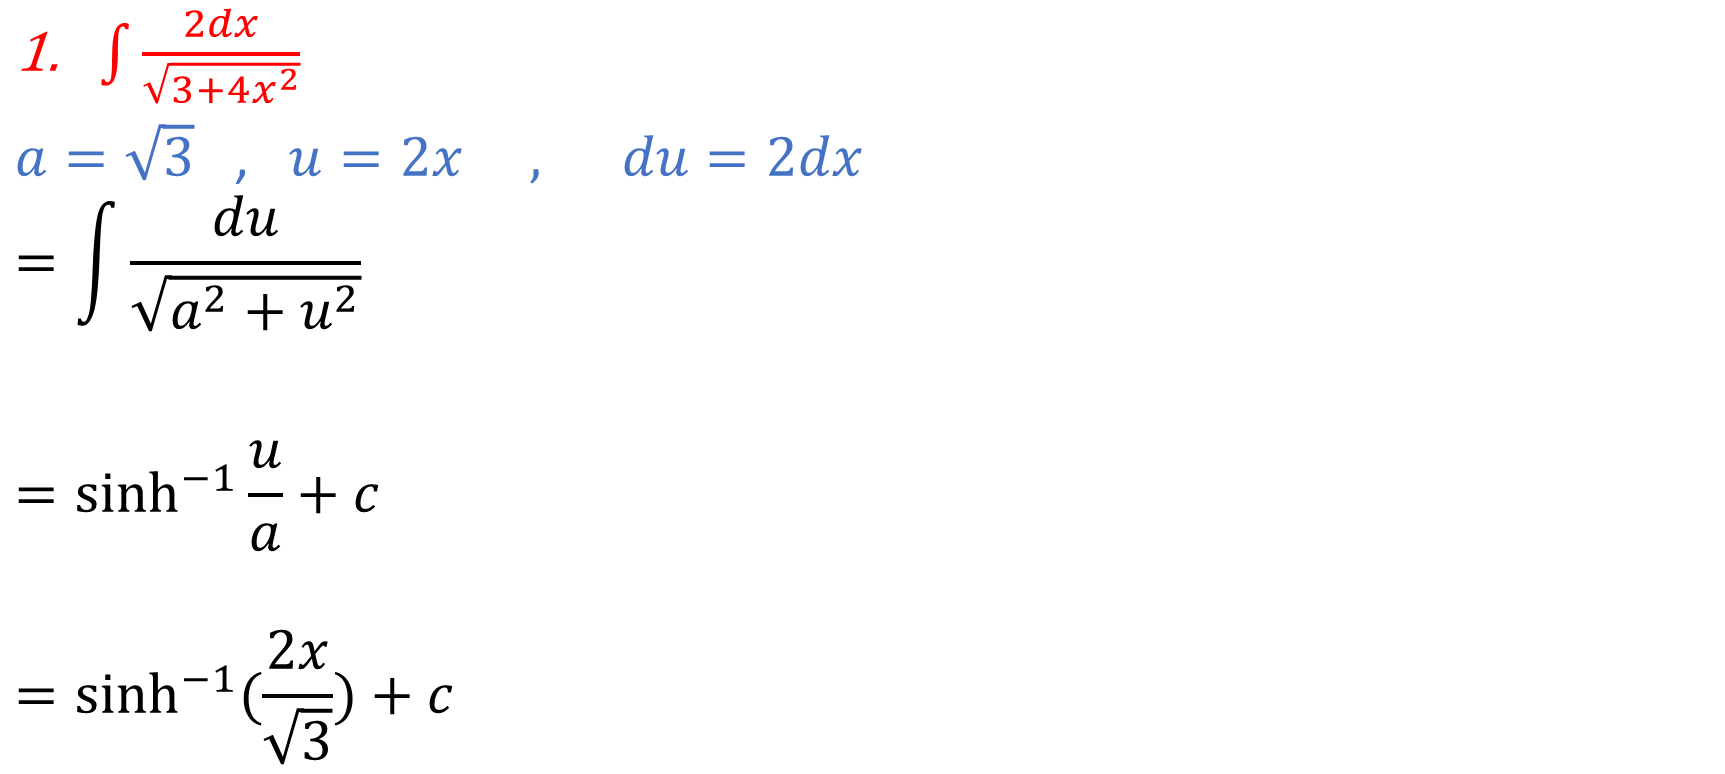 1. ∫ 2dx/√(3+4x²)
a = √3 , u = 2x , du = 2dx
= ∫ du/√(a² + u²)
= sinh⁻¹ u/a + c
= sinh⁻¹(2x/√3) + c